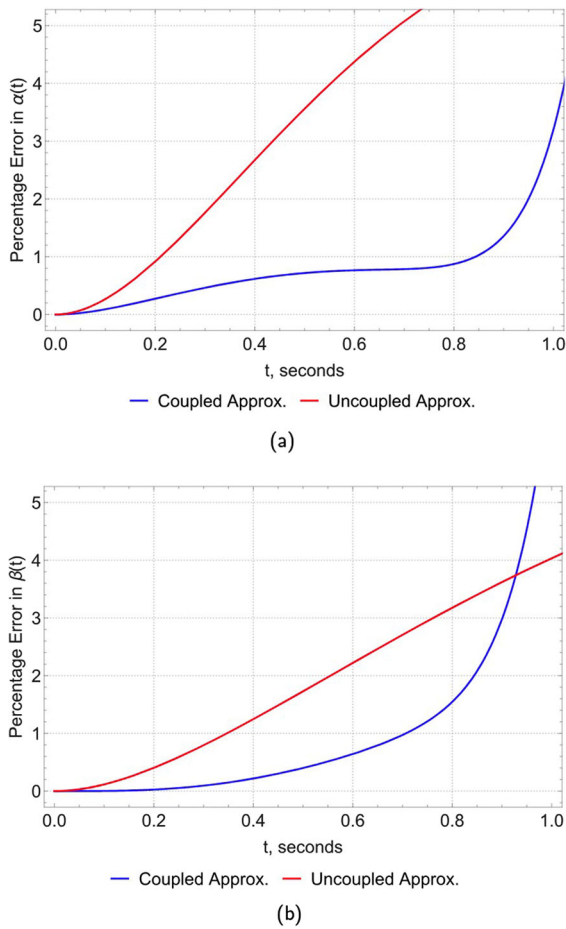 5
4
3
2
1
0
Percentage Error in α(t)
0.0 0.2 0.4 0.6 0.8 1.0
t, seconds
Coupled Approx. Uncoupled Approx.
(a)
5
4
3
2
1
0
Percentage Error in β(t)
0.0 0.2 0.4 0.6 0.8 1.0
t, seconds
Coupled Approx. Uncoupled Approx.
(b)